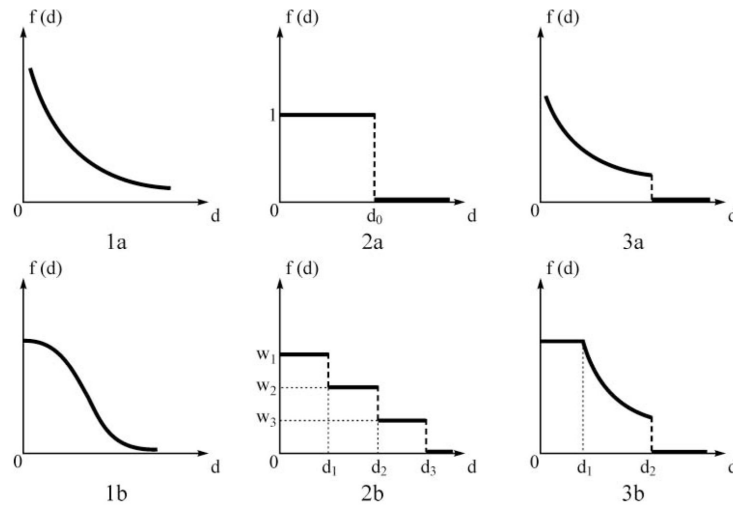 f (d)
0
d
1a
f (d)
1
0
d₀
d
2a
f (d)
0
d
3a
f (d)
0
d
1b
f (d)
w₁
w₂
w₃
0
d₁
d₂
d₃
d
2b
f (d)
0
d₁
d₂
d
3b